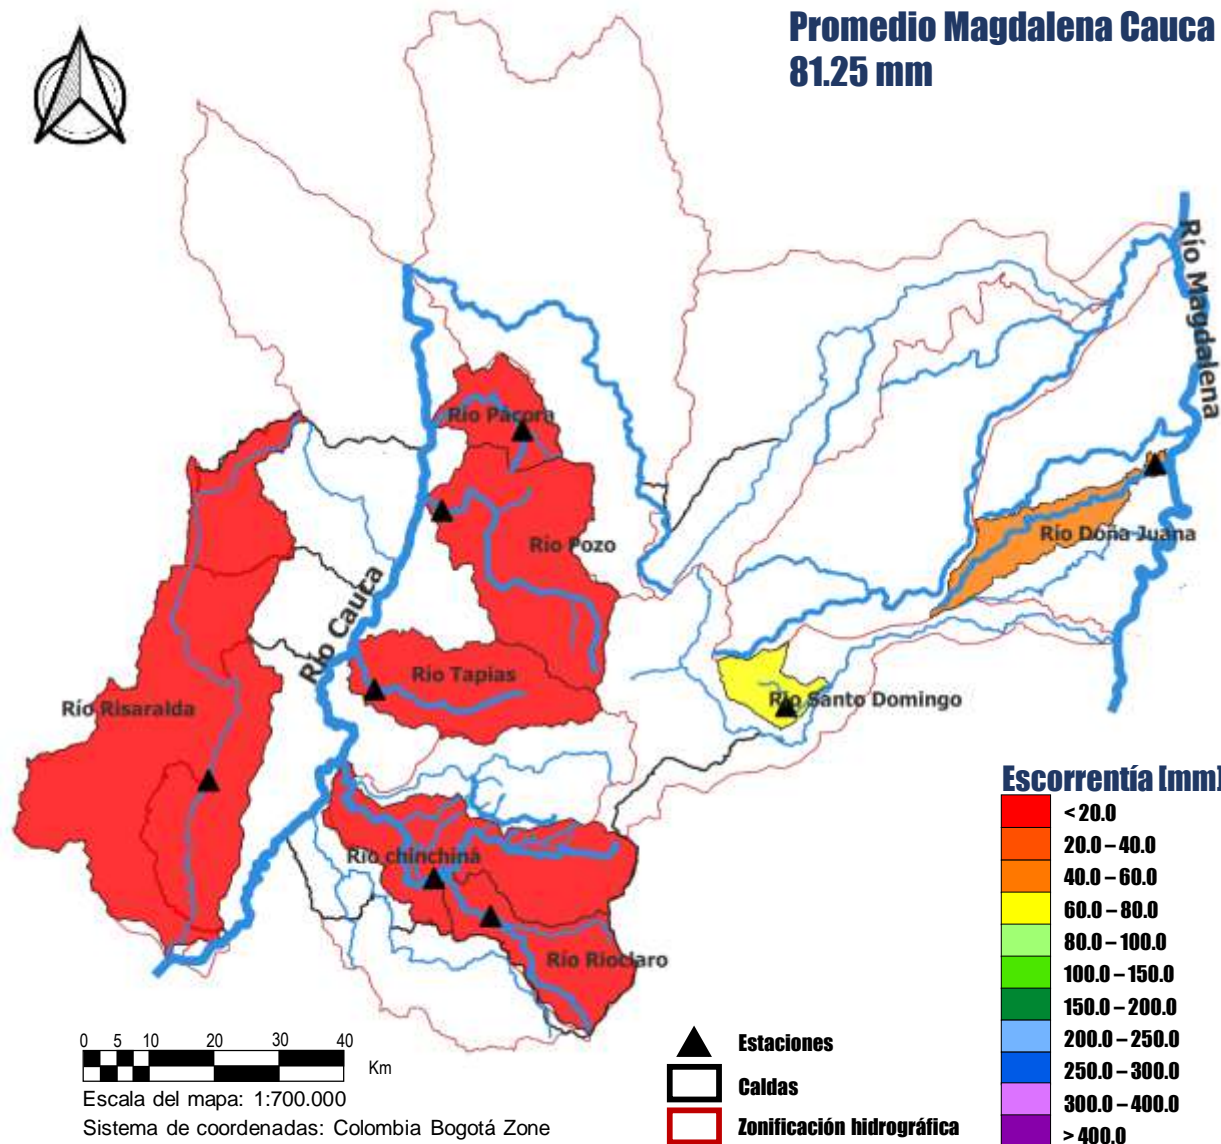 Promedio Magdalena Cauca
81.25 mm
Río Magdalena
Río Pácora
Río Pozo
Río Doña Juana
Río Cauca
Río Tapias
Río Santo Domingo
Río Risaralda
Río chinchiná
Río Rioclaro
Escorrentía [mm]
< 20.0
20.0 – 40.0
40.0 – 60.0
60.0 – 80.0
80.0 – 100.0
100.0 – 150.0
150.0 – 200.0
200.0 – 250.0
250.0 – 300.0
300.0 – 400.0
> 400.0
0 5 10 20 30 40
Km
Escala del mapa: 1:700.000
Sistema de coordenadas: Colombia Bogotá Zone
Estaciones
Caldas
Zonificación hidrográfica